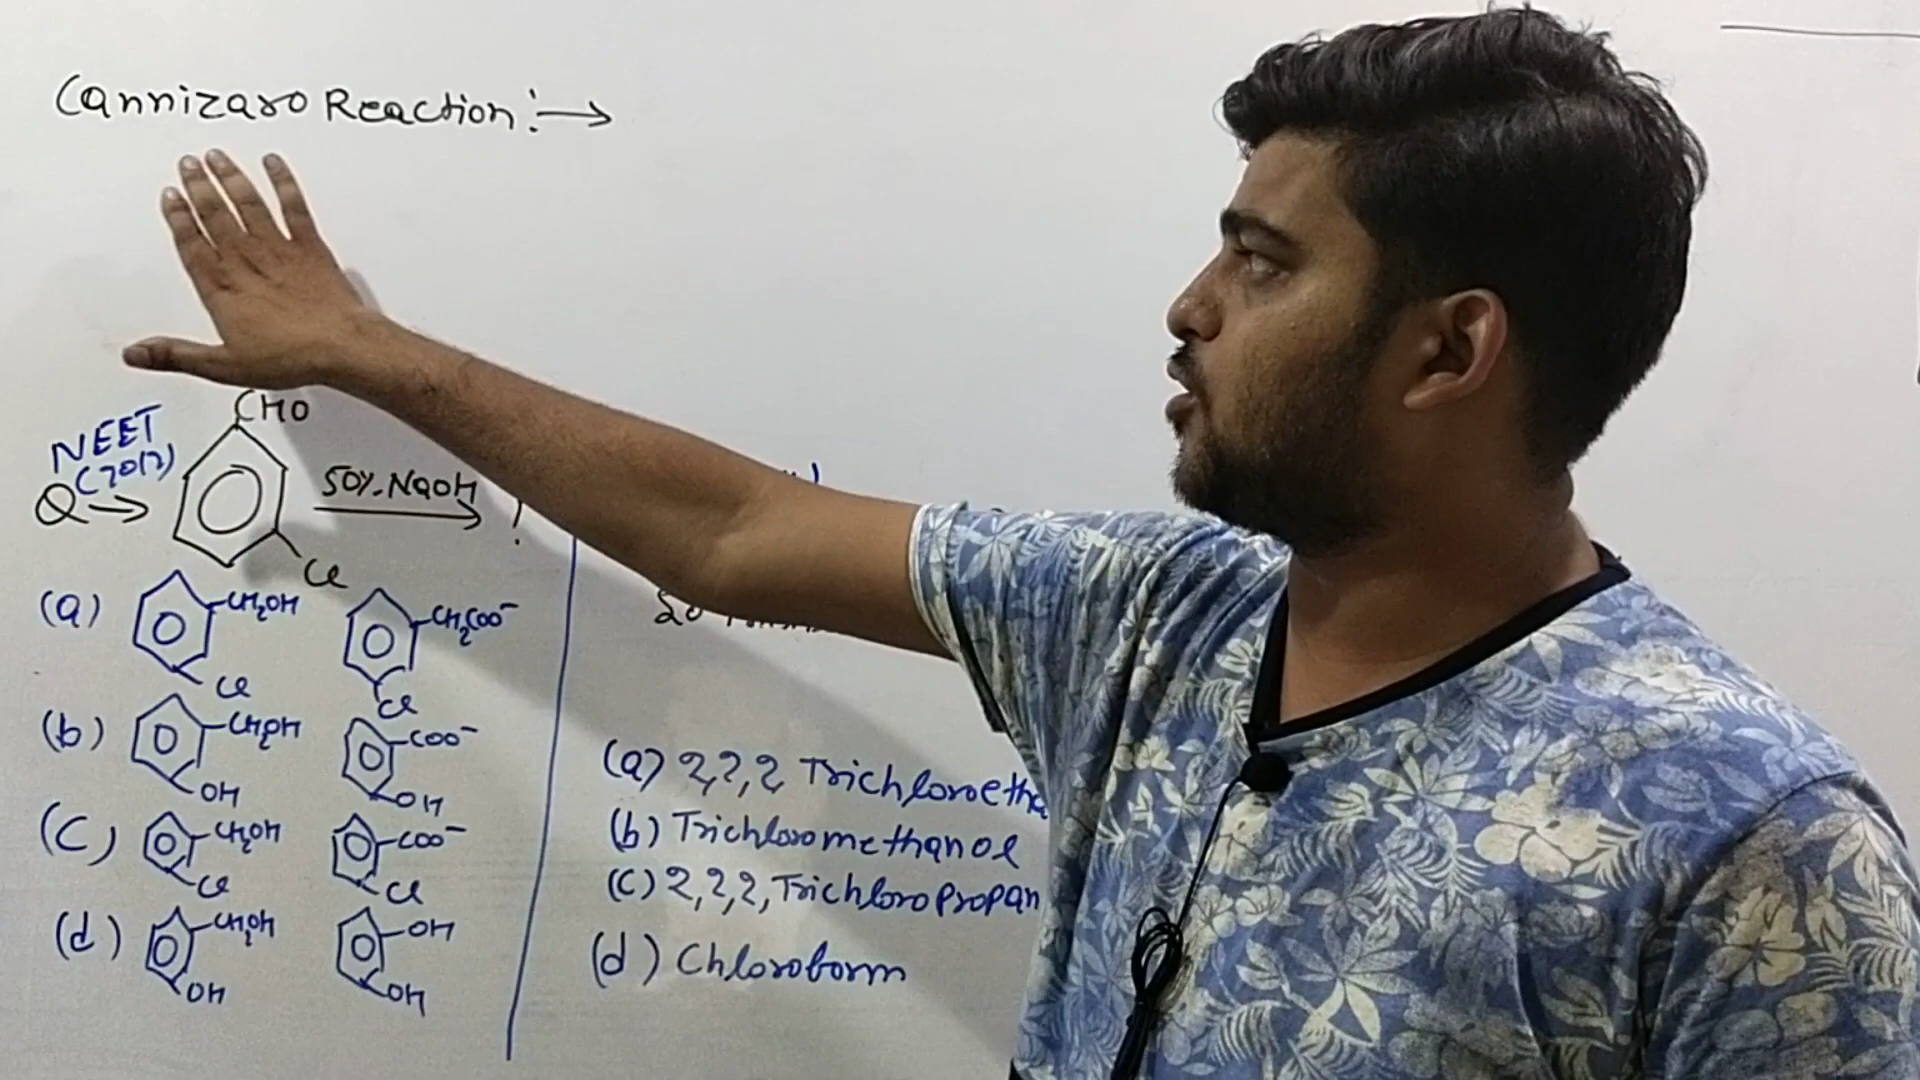 Cannizaro Reaction :→
CHO
NEET
(2017)
Q→ 50% NaOH ?
Cl
(a) CH₂OH CH₂COO⁻
Cl Cl
(b) CH₂OH COO⁻
OH OH
(C) CH₂OH COO⁻
Cl Cl
(d) CH₂OH OH
OH OH
(a) 2,2,2 Trichloroetha
(b) Trichloromethanol
(C) 2,2,2, Trichloropropan
(d) Chloroform